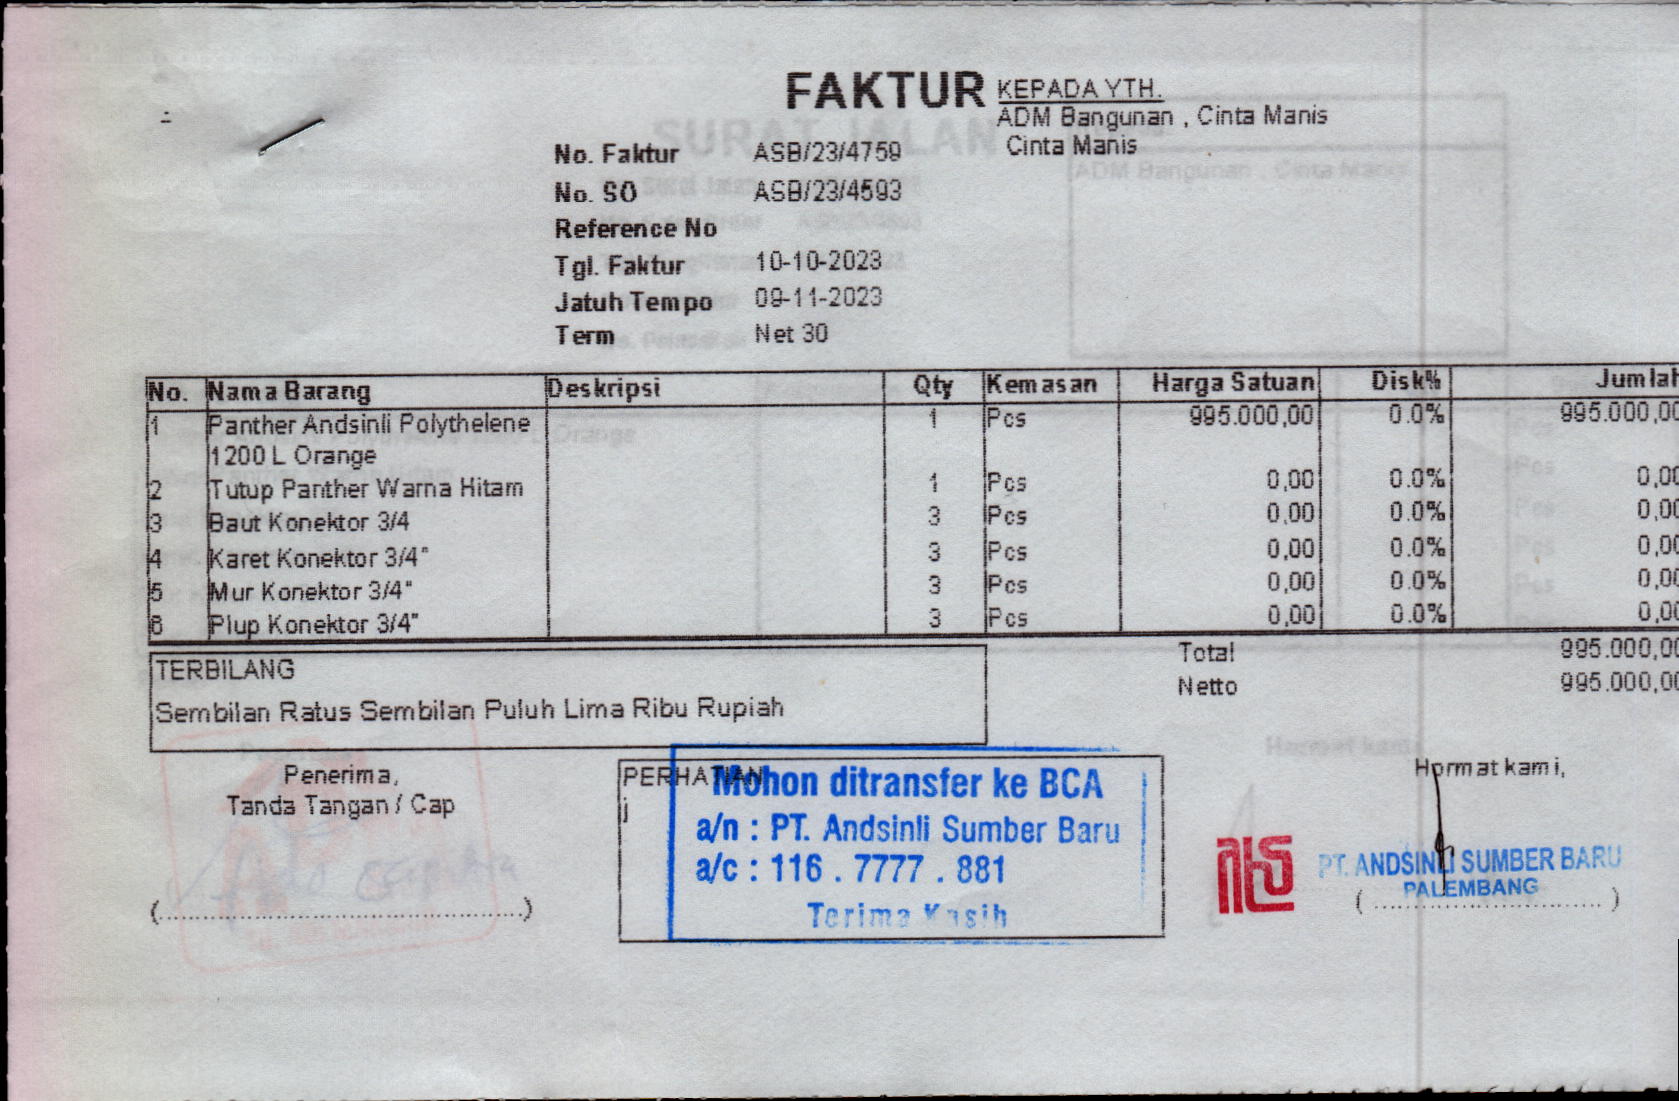 FAKTUR
KEPADA YTH.
ADM Bangunan , Cinta Manis
Cinta Manis
No. Faktur ASB/23/4759
No. SO ASB/23/4593
Reference No
Tgl. Faktur 10-10-2023
Jatuh Tempo 09-11-2023
Term Net 30
SURAT JALAN
ADM Bangunan , Cinta Manis
No. Nama Barang Deskripsi Qty Kemasan Harga Satuan Disk% Jumlah
1 Panther Andsinli Polythelene 1 Pcs 995.000,00 0.0% 995.000,00
1200 L Orange
2 Tutup Panther Warna Hitam 1 Pcs 0,00 0.0% 0,00
3 Baut Konektor 3/4 3 Pcs 0,00 0.0% 0,00
4 Karet Konektor 3/4" 3 Pcs 0,00 0.0% 0,00
5 Mur Konektor 3/4" 3 Pcs 0,00 0.0% 0,00
6 Plup Konektor 3/4" 3 Pcs 0,00 0.0% 0,00
Total 995.000,00
Netto 995.000,00
TERBILANG
Sembilan Ratus Sembilan Puluh Lima Ribu Rupiah
Penerima,
Tanda Tangan / Cap
(....................................................)
PERHATIAN
j
Mohon ditransfer ke BCA
a/n : PT. Andsinli Sumber Baru
a/c : 116 . 7777 . 881
Terima Kasih
Hormat kami,
PT. ANDSINLI SUMBER BARU
PALEMBANG
( .................................. )